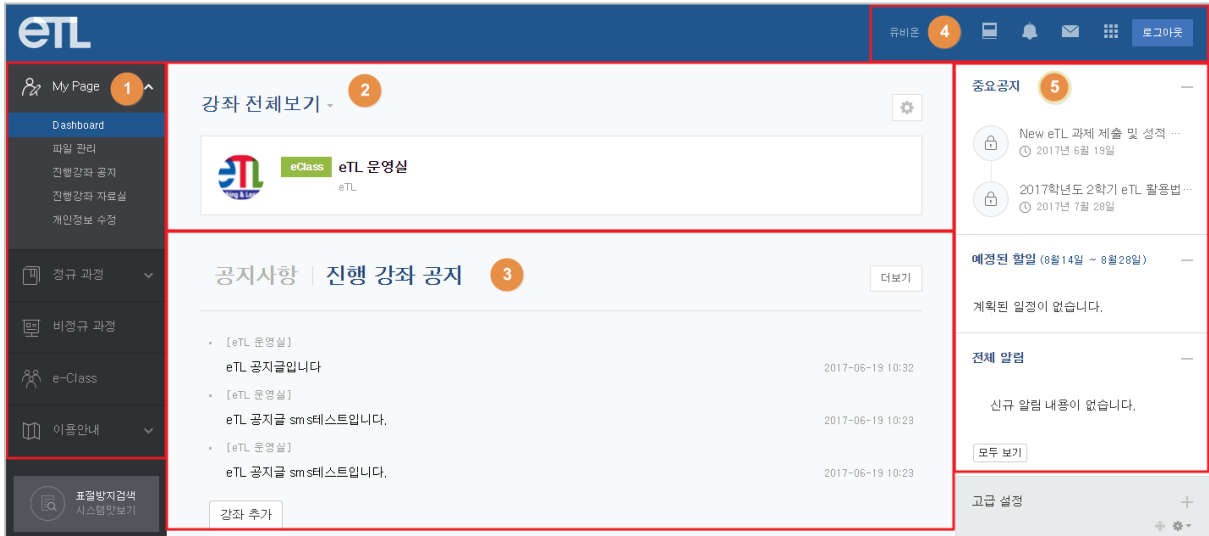 eTL
유비온 4 로그아웃
My Page 1
Dashboard
파일 관리
진행강좌 공지
진행강좌 자료실
개인정보 수정
정규 과정
비정규 과정
e-Class
이용안내
표절방지검색
시스템맛보기
강좌 전체보기 2
eTL
eClass eTL 운영실
eTL
공지사항 | 진행 강좌 공지 3 더보기
[eTL 운영실]
eTL 공지글입니다 2017-06-19 10:32
[eTL 운영실]
eTL 공지글 sms테스트입니다. 2017-06-19 10:23
[eTL 운영실]
eTL 공지글 sms테스트입니다. 2017-06-19 10:23
강좌 추가
중요공지 5
New eTL 과제 제출 및 성적 ...
2017년 6월 19일
2017학년도 2학기 eTL 활용법...
2017년 7월 28일
예정된 할일 (8월14일 ~ 8월28일)
계획된 일정이 없습니다.
전체 알림
신규 알림 내용이 없습니다.
모두 보기
고급 설정